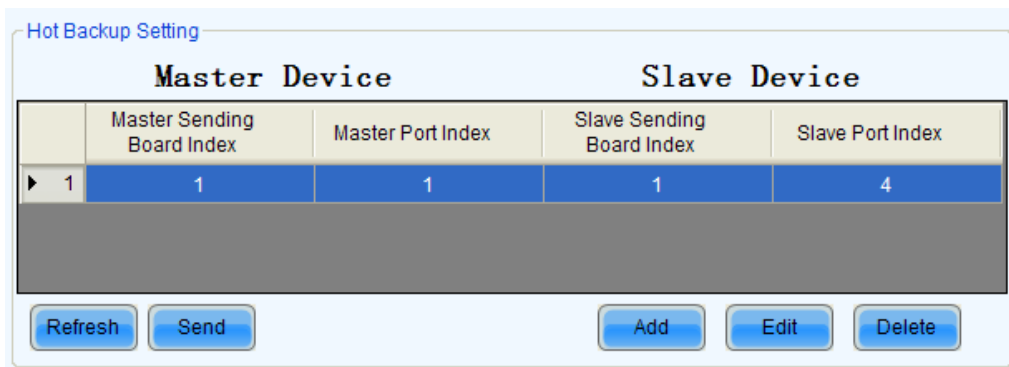 Hot Backup Setting
Master Device Slave Device
Master Sending Board Index Master Port Index Slave Sending Board Index Slave Port Index
1 1 1 1 4
Refresh Send Add Edit Delete